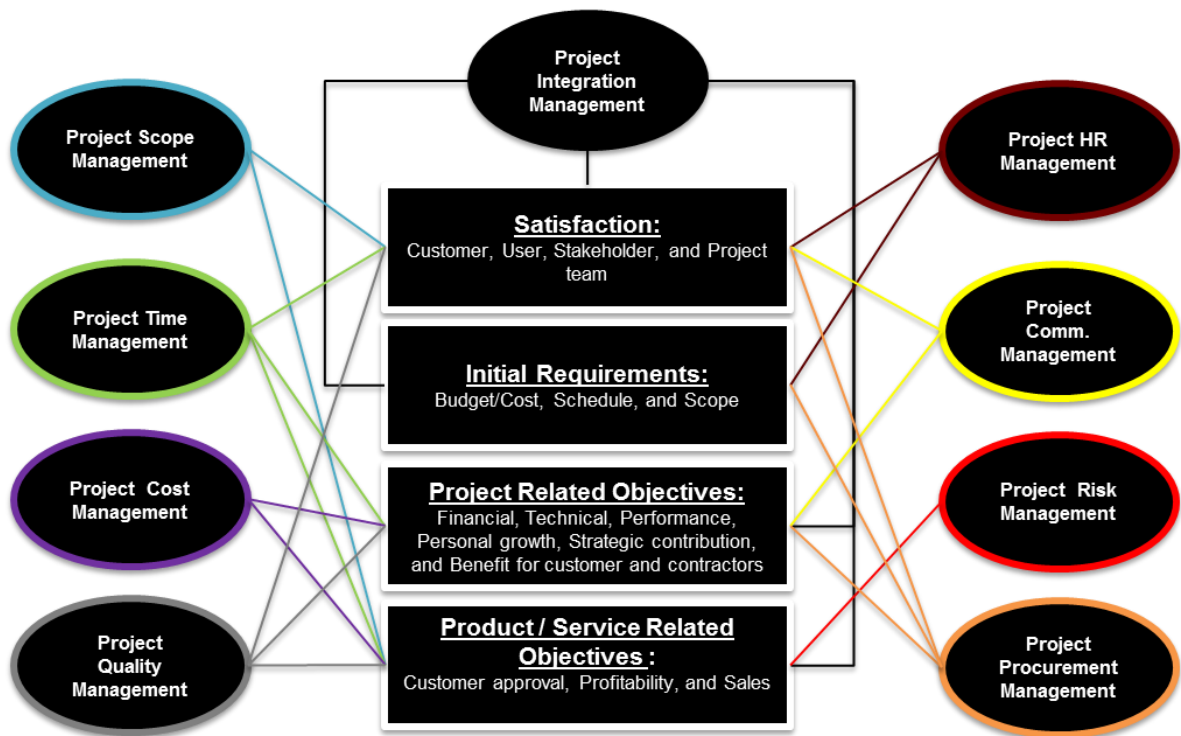 Project
Integration
Management
Project Scope
Management
Project HR
Management
Satisfaction:
Customer, User, Stakeholder, and Project
team
Project Time
Management
Project
Comm.
Management
Initial Requirements:
Budget/Cost, Schedule, and Scope
Project Cost
Management
Project Related Objectives:
Financial, Technical, Performance,
Personal growth, Strategic contribution,
and Benefit for customer and contractors
Project Risk
Management
Project
Quality
Management
Product / Service Related
Objectives :
Customer approval, Profitability, and Sales
Project
Procurement
Management